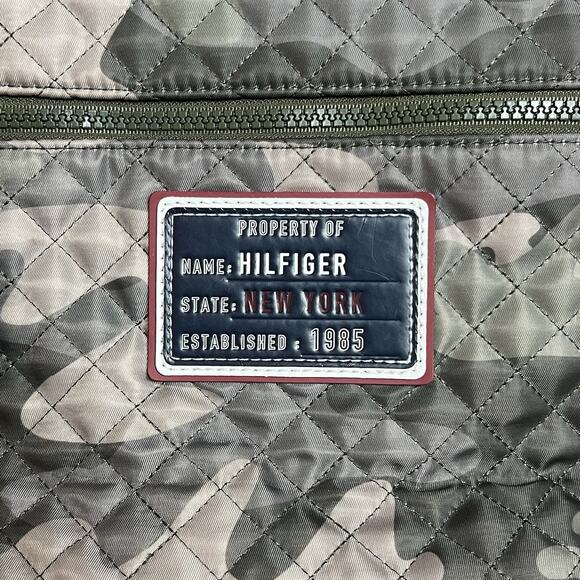 PROPERTY OF
NAME: HILFIGER
STATE: NEW YORK
ESTABLISHED : 1985